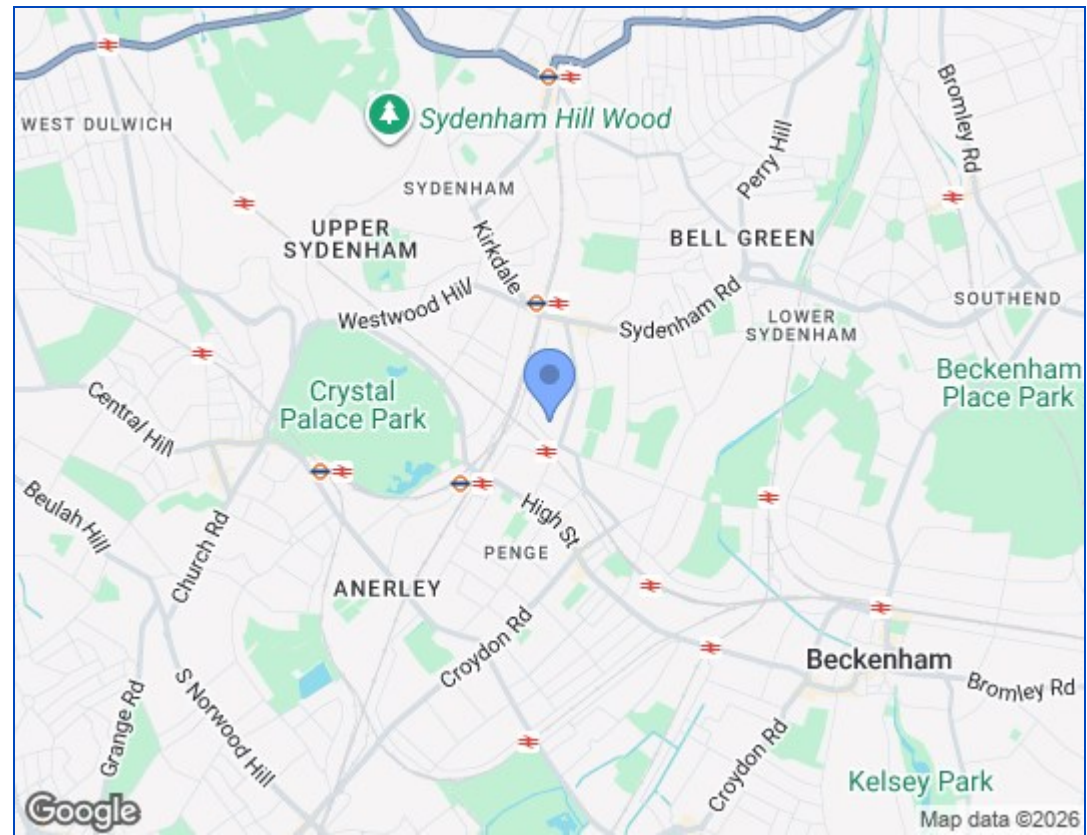 WEST DULWICH
Sydenham Hill Wood
Bromley Rd
Perry Hill
SYDENHAM
UPPER
SYDENHAM
Kirkdale
BELL GREEN
Westwood Hill
Sydenham Rd
SOUTHEND
LOWER
SYDENHAM
Crystal
Palace Park
Beckenham
Place Park
Central Hill
Beulah Hill
Church Rd
High St
PENGE
ANERLEY
Croydon Rd
Beckenham
Bromley Rd
Grange Rd
S Norwood Hill
Croydon Rd
Kelsey Park
Google
Map data ©2026